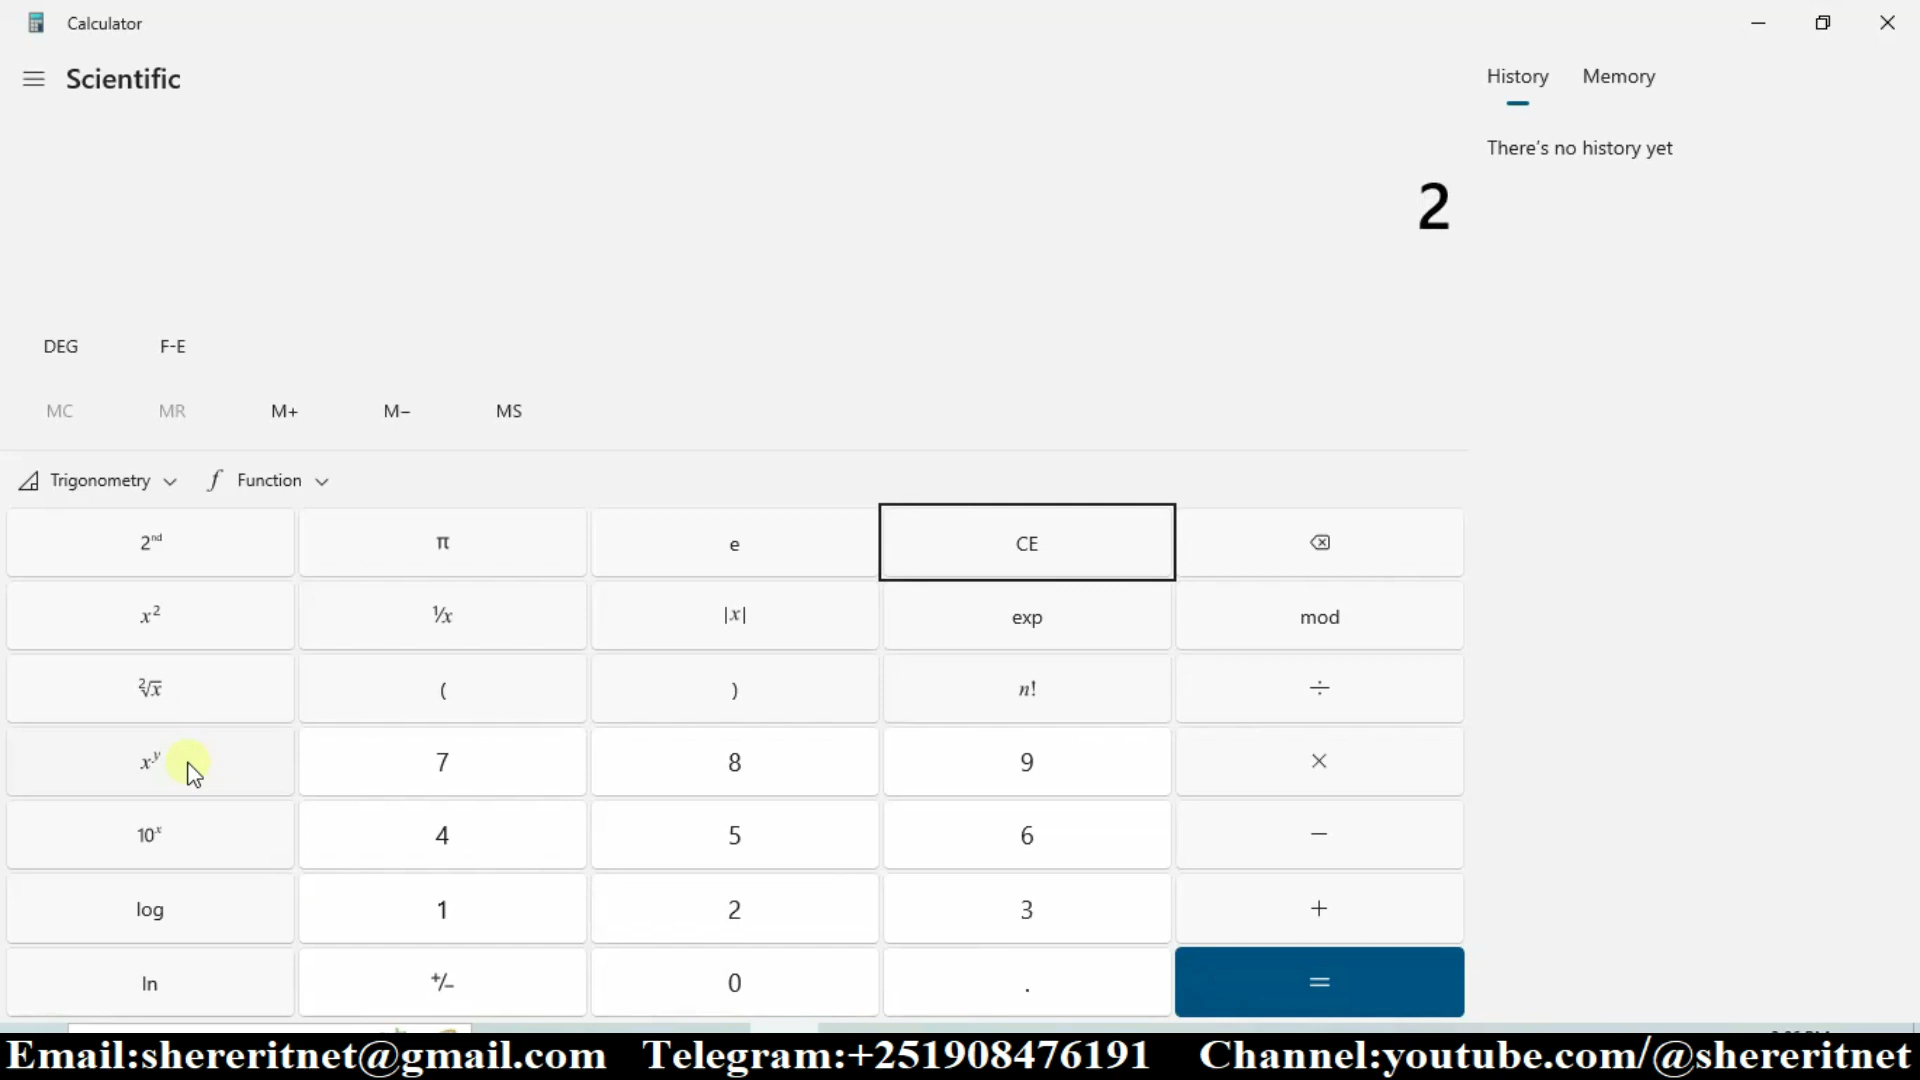 Calculator
Scientific
History Memory
There's no history yet
2
DEG F-E
MC MR M+ M− MS
Trigonometry f Function
2ⁿᵈ π e CE
x² ¹⁄x |x| exp mod
²√x ( ) n! ÷
xʸ 7 8 9 ×
10ˣ 4 5 6 −
log 1 2 3 +
ln +/− 0 . =
Email:shereritnet@gmail.com Telegram:+251908476191 Channel:youtube.com/@shereritnet